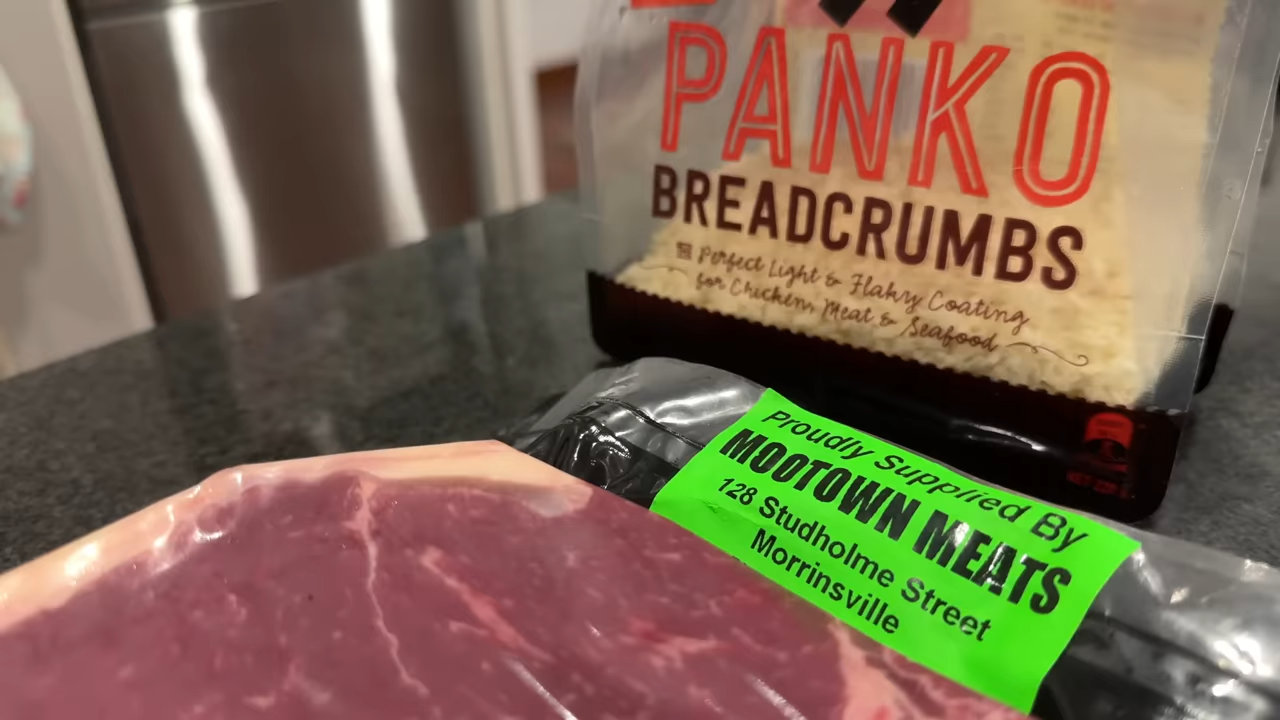 PANKO
BREADCRUMBS
Perfect Light & Flaky Coating
for Chicken, Meat & Seafood
Proudly Supplied By
MOOTOWN MEATS
128 Studholme Street
Morrinsville